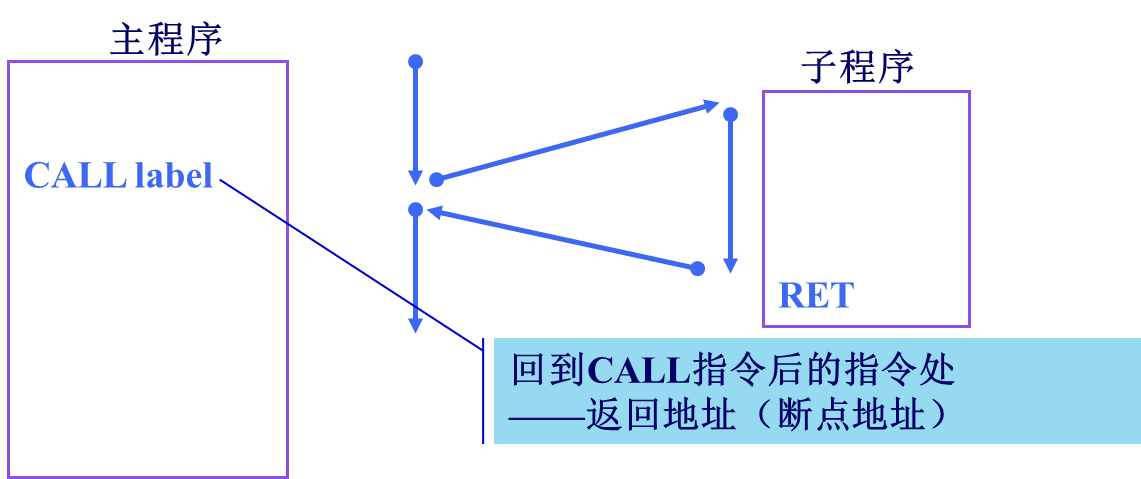 主程序
子程序
CALL label
RET
回到CALL指令后的指令处
——返回地址（断点地址）